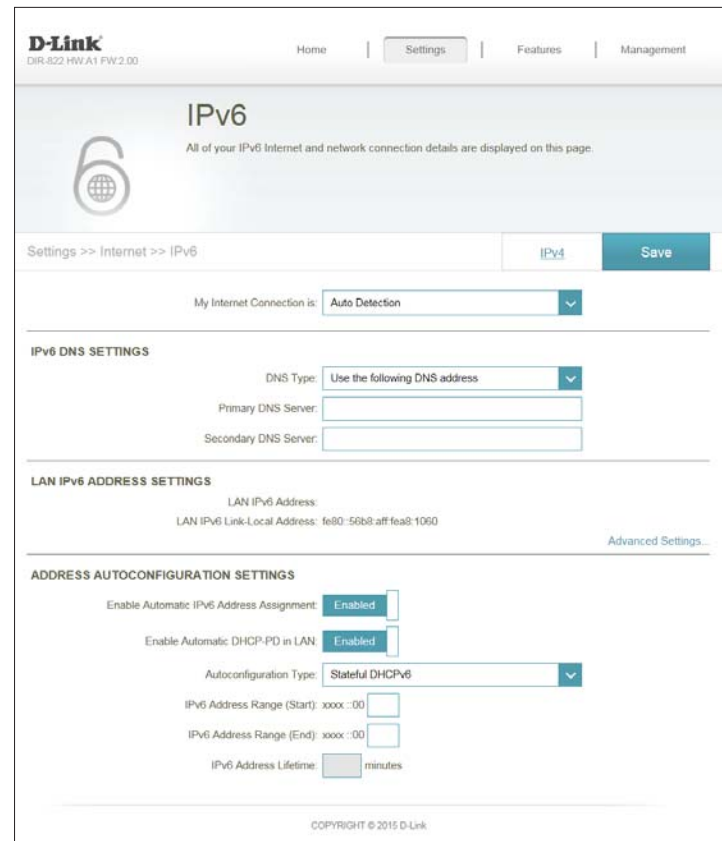 D-Link
DIR-822 HW:A1 FW:2.00
Home | Settings | Features | Management
IPv6
All of your IPv6 Internet and network connection details are displayed on this page.
Settings >> Internet >> IPv6
IPv4
Save
My Internet Connection is: Auto Detection
IPv6 DNS SETTINGS
DNS Type: Use the following DNS address
Primary DNS Server:
Secondary DNS Server:
LAN IPv6 ADDRESS SETTINGS
LAN IPv6 Address:
LAN IPv6 Link-Local Address: fe80::56b8:aff:fea8:1060
Advanced Settings...
ADDRESS AUTOCONFIGURATION SETTINGS
Enable Automatic IPv6 Address Assignment: Enabled
Enable Automatic DHCP-PD in LAN: Enabled
Autoconfiguration Type: Stateful DHCPv6
IPv6 Address Range (Start): xxxx ::00
IPv6 Address Range (End): xxxx ::00
IPv6 Address Lifetime: minutes
COPYRIGHT © 2015 D-Link